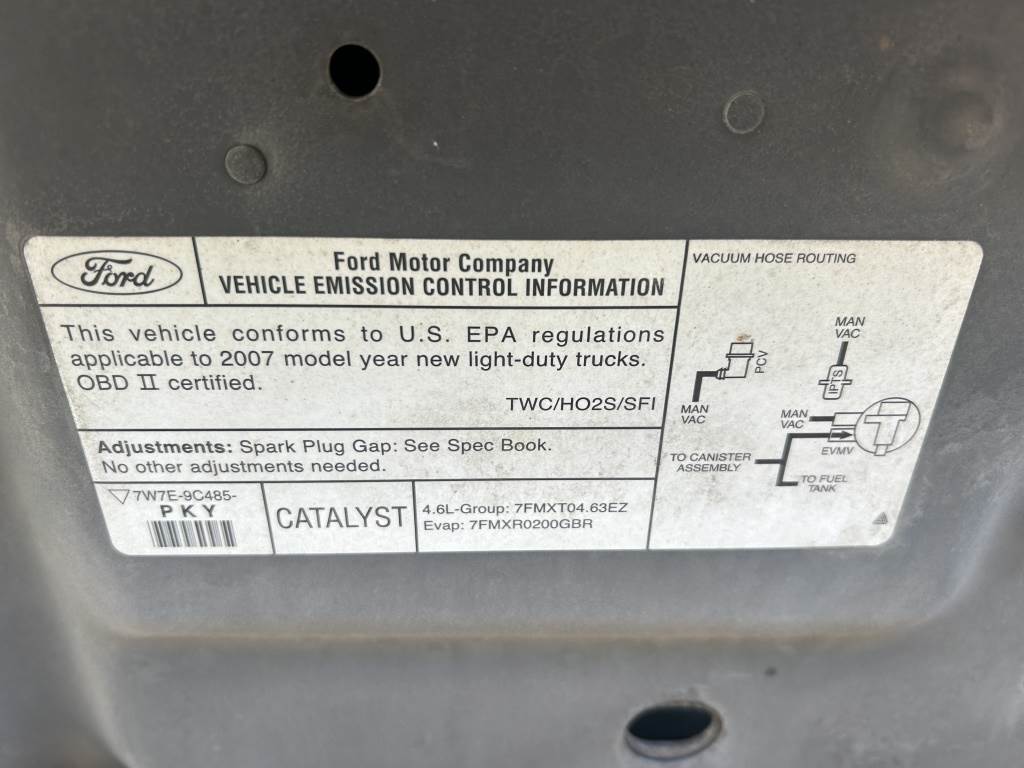 Ford
Ford Motor Company
VEHICLE EMISSION CONTROL INFORMATION
This vehicle conforms to U.S. EPA regulations
applicable to 2007 model year new light-duty trucks.
OBD II certified.
TWC/HO2S/SFI
Adjustments: Spark Plug Gap: See Spec Book.
No other adjustments needed.
7W7E-9C485-
PKY
CATALYST
4.6L-Group: 7FMXT04.63EZ
Evap: 7FMXR0200GBR
VACUUM HOSE ROUTING
MAN
VAC
PCV
IPTS
MAN
VAC
MAN
VAC
EVMV
TO CANISTER
ASSEMBLY
TO FUEL
TANK